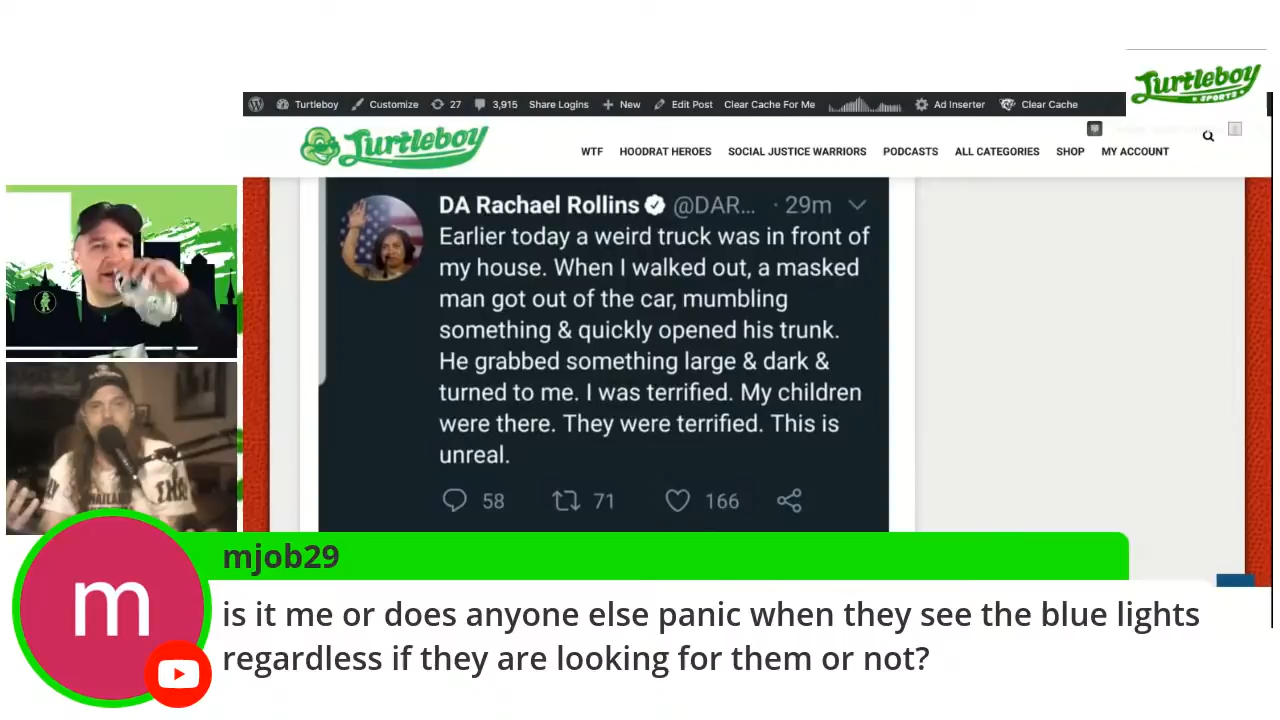 Turtleboy
SPORTS
Turtleboy Customize 27 3,915 Share Logins + New Edit Post Clear Cache For Me Ad Inserter Clear Cache
Turtleboy
WTF HOODRAT HEROES SOCIAL JUSTICE WARRIORS PODCASTS ALL CATEGORIES SHOP MY ACCOUNT
DA Rachael Rollins @DAR... · 29m
Earlier today a weird truck was in front of
my house. When I walked out, a masked
man got out of the car, mumbling
something & quickly opened his trunk.
He grabbed something large & dark &
turned to me. I was terrified. My children
were there. They were terrified. This is
unreal.
58 71 166
m
mjob29
is it me or does anyone else panic when they see the blue lights
regardless if they are looking for them or not?